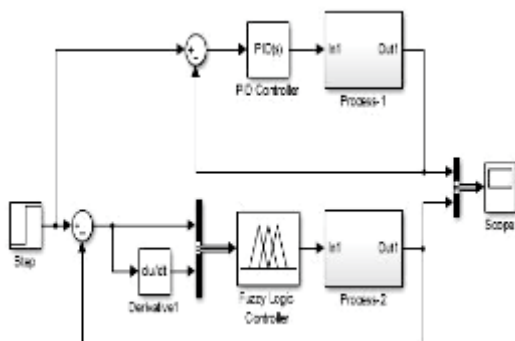 PID(s)
PID Controller
In1
Out1
Process-1
Step
du/dt
Derivative1
Fuzzy Logic
Controller
In1
Out1
Process-2
Scope